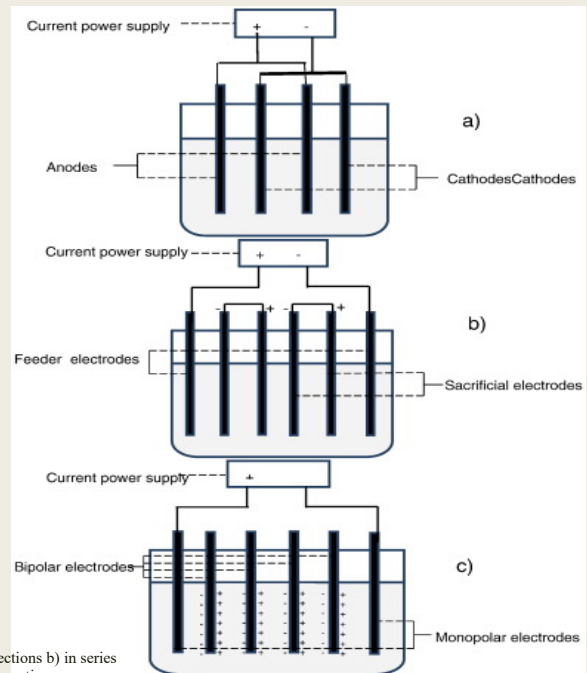 Current power supply
+ -
a)
Anodes
CathodesCathodes
Current power supply
+ -
- + - +
b)
Feeder electrodes
Sacrificial electrodes
Current power supply
+
Bipolar electrodes
c)
- + - + - + - +
- + - + - + - +
- + - + - + - +
- + - + - + - +
- + - + - + - +
- + - + - + - +
- + - + - + - +
Monopolar electrodes
ections b) in series